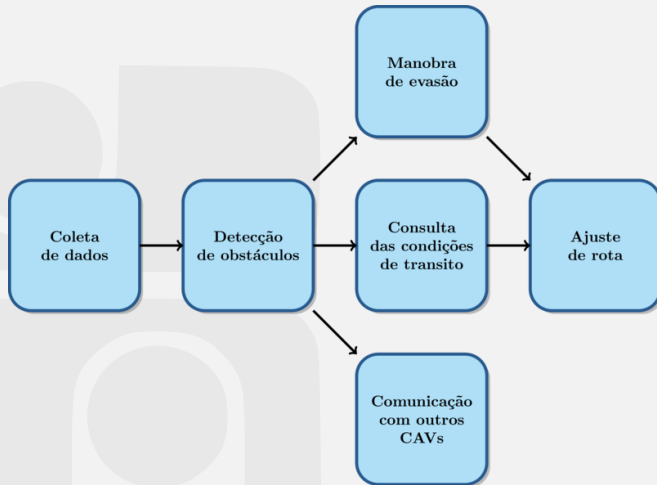 Manobra
de evasão
Coleta
de dados
Detecção
de obstáculos
Consulta
das condições
de transito
Ajuste
de rota
Comunicação
com outros
CAVs